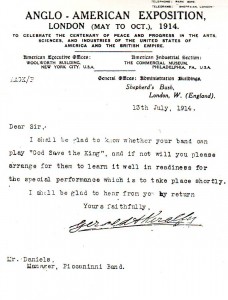 ANGLO-AMERICAN EXPOSITION,
LONDON (MAY TO OCT.), 1914.
TO CELEBRATE THE CENTENARY OF PEACE AND PROGRESS IN THE ARTS,
SCIENCES, AND INDUSTRIES OF THE UNITED STATES OF
AMERICA AND THE BRITISH EMPIRE.
American Executive Offices:
WOOLWORTH BUILDING,
NEW YORK CITY. U.S.A.
American Industrial Section:
THE COMMERCIAL MUSEUM,
PHILADELPHIA, PA., U.S.A.
General Offices: Administration Buildings,
Shepherd's Bush,
London, W. (England).
13th July, 1914.
Dear Sir,
I shall be glad to know whether your band can
play "God Save the King", and if not will you please
arrange for them to learn it well in readiness for
the special performance which is to take place shortly.
I shall be glad to hear from you by return
Yours faithfully,
Mr. Daniels,
Manager, Piccaninni Band.